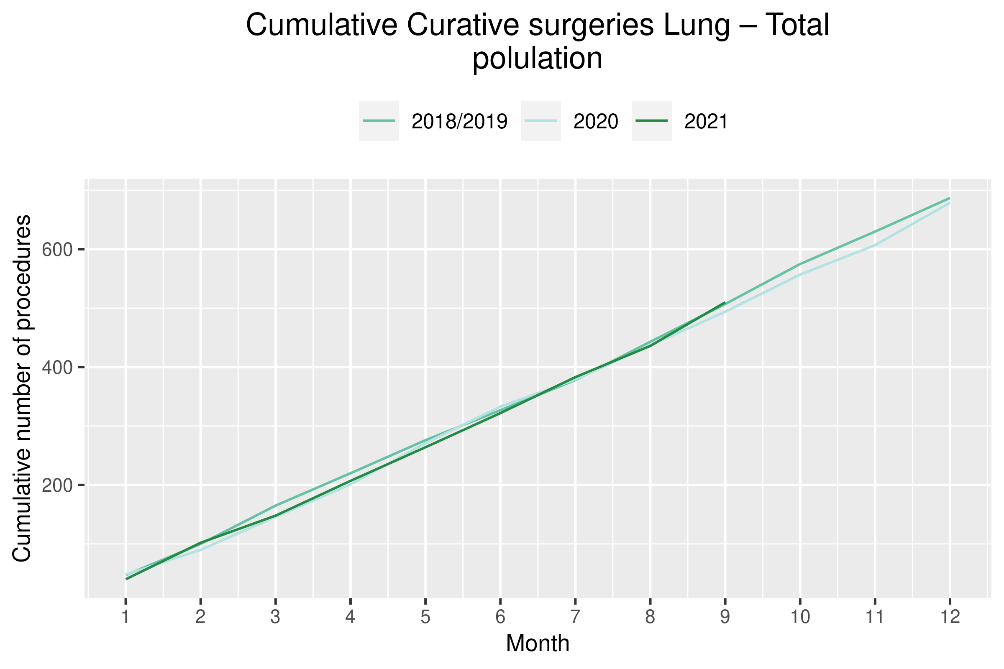 Cumulative Curative surgeries Lung – Total
polulation
2018/2019 2020 2021
Cumulative number of procedures
600
400
200
1 2 3 4 5 6 7 8 9 10 11 12
Month